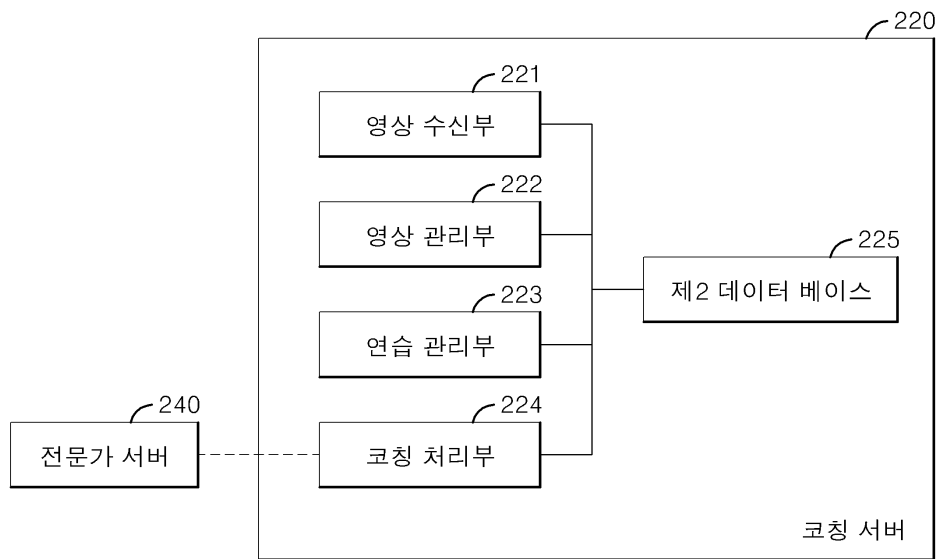 220
221
영상 수신부
222
영상 관리부
225
제2 데이터 베이스
223
연습 관리부
240
전문가 서버
224
코칭 처리부
코칭 서버